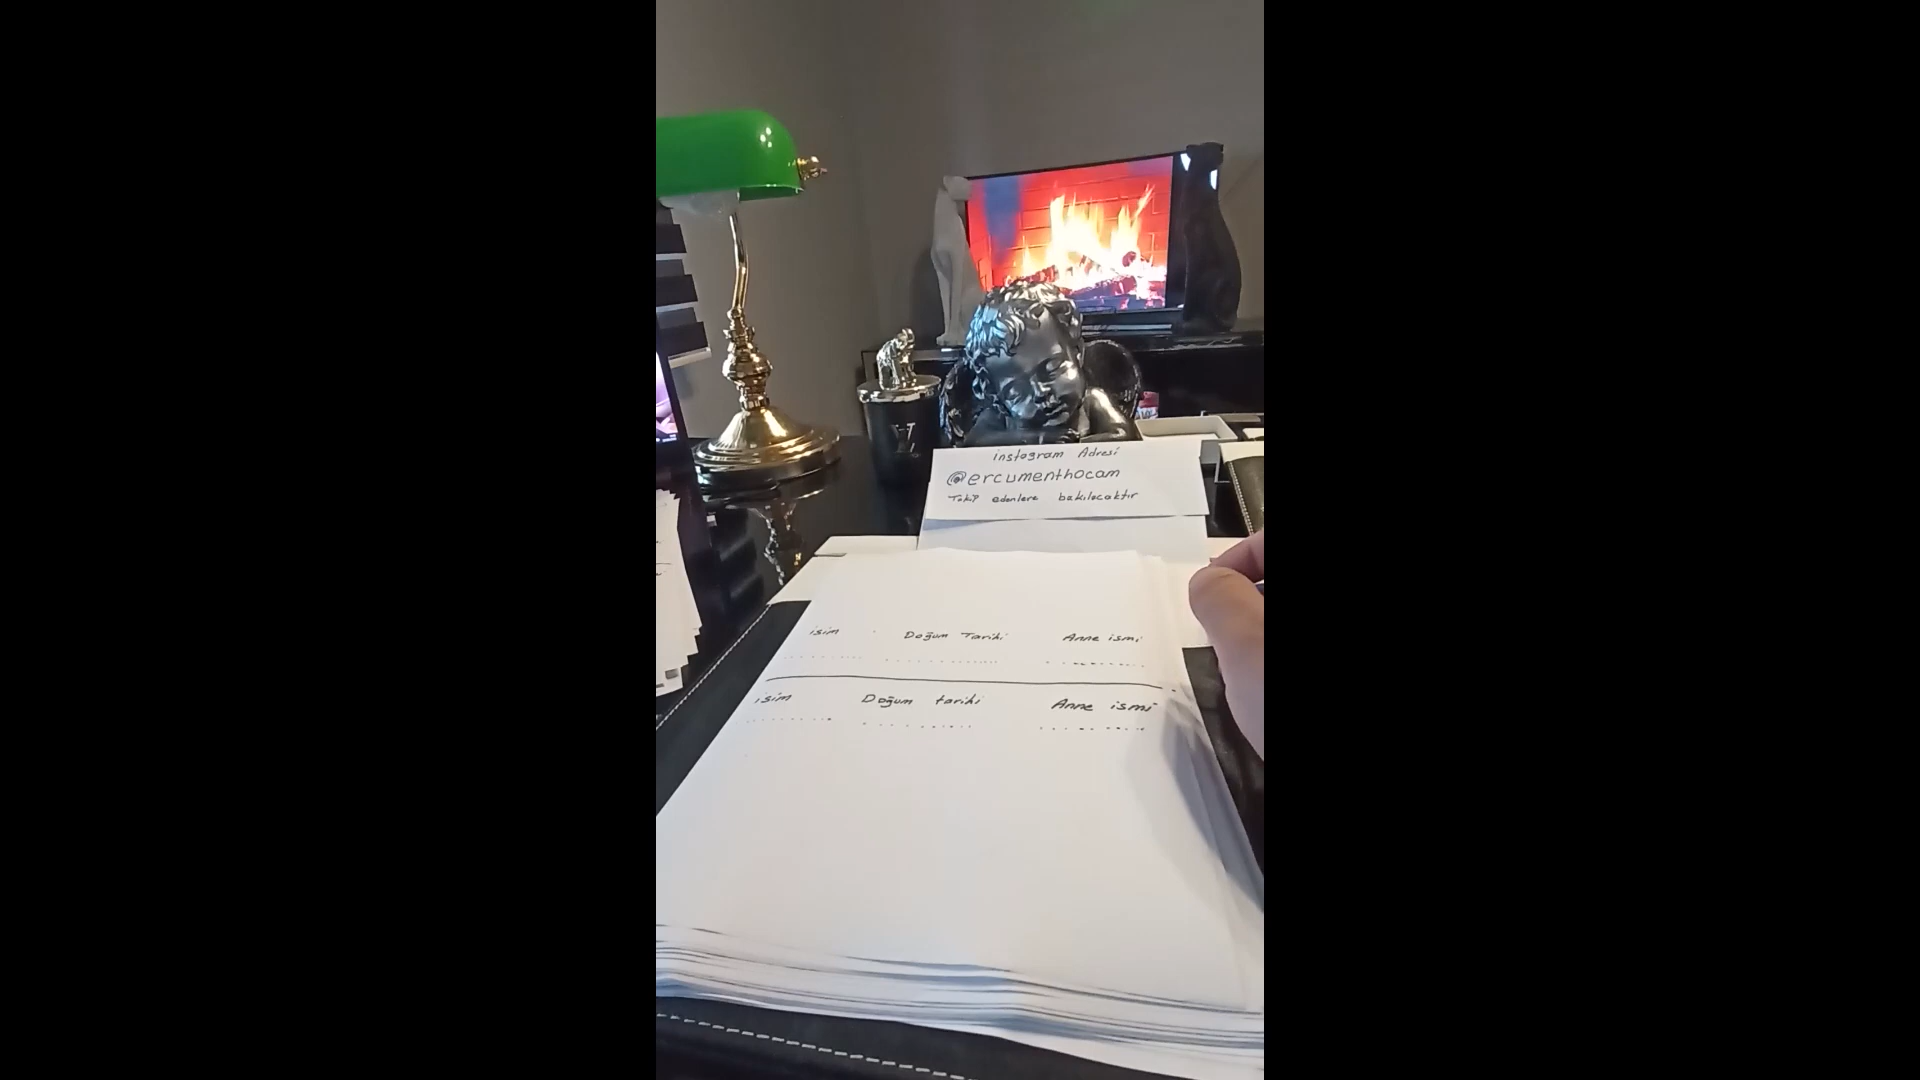 instagram Adresi
@ercumenthocam
Takip edenlere bakılacaktır
isim Doğum Tarihi Anne ismi
isim Doğum tarihi Anne ismi